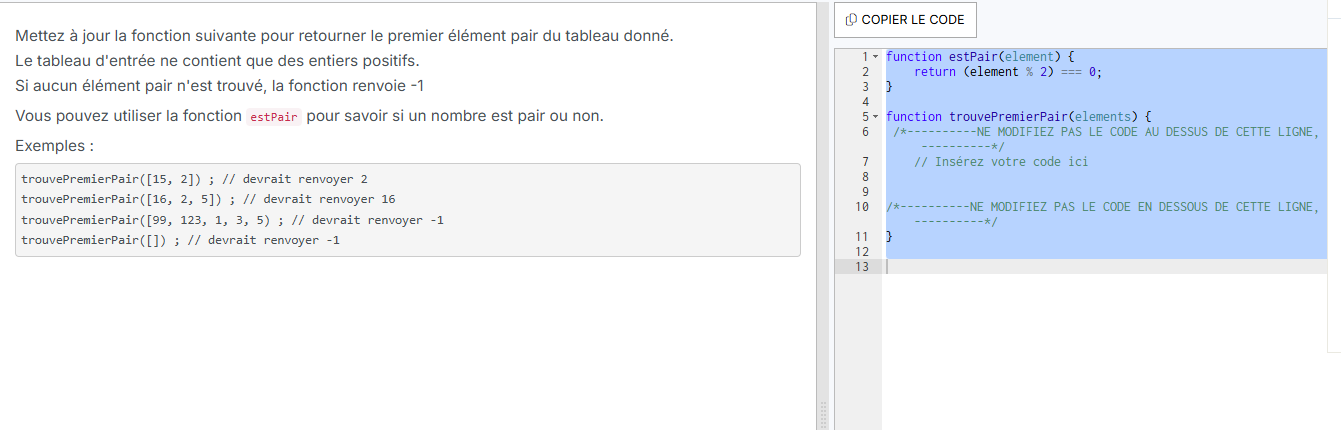 Mettez à jour la fonction suivante pour retourner le premier élément pair du tableau donné.
Le tableau d'entrée ne contient que des entiers positifs.
Si aucun élément pair n'est trouvé, la fonction renvoie -1
Vous pouvez utiliser la fonction estPair pour savoir si un nombre est pair ou non.
Exemples :
trouvePremierPair([15, 2]) ; // devrait renvoyer 2
trouvePremierPair([16, 2, 5]) ; // devrait renvoyer 16
trouvePremierPair([99, 123, 1, 3, 5) ; // devrait renvoyer -1
trouvePremierPair([]) ; // devrait renvoyer -1
COPIER LE CODE
1 function estPair(element) {
2 return (element % 2) === 0;
3 }
4
5 function trouvePremierPair(elements) {
6 /*----------NE MODIFIEZ PAS LE CODE AU DESSUS DE CETTE LIGNE,
----------*/
7 // Insérez votre code ici
8
9
10 /*----------NE MODIFIEZ PAS LE CODE EN DESSOUS DE CETTE LIGNE,
----------*/
11 }
12
13